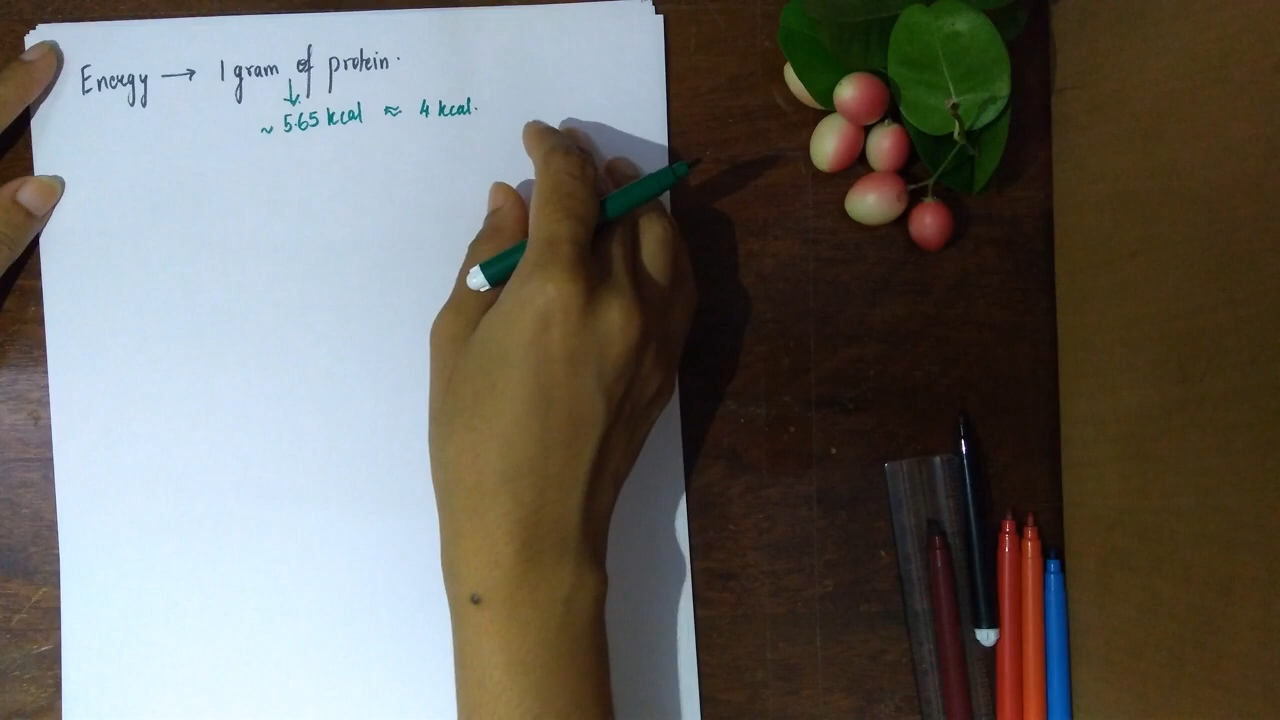 Energy → 1 gram of protein.
~ 5.65 kcal ≈ 4 kcal.